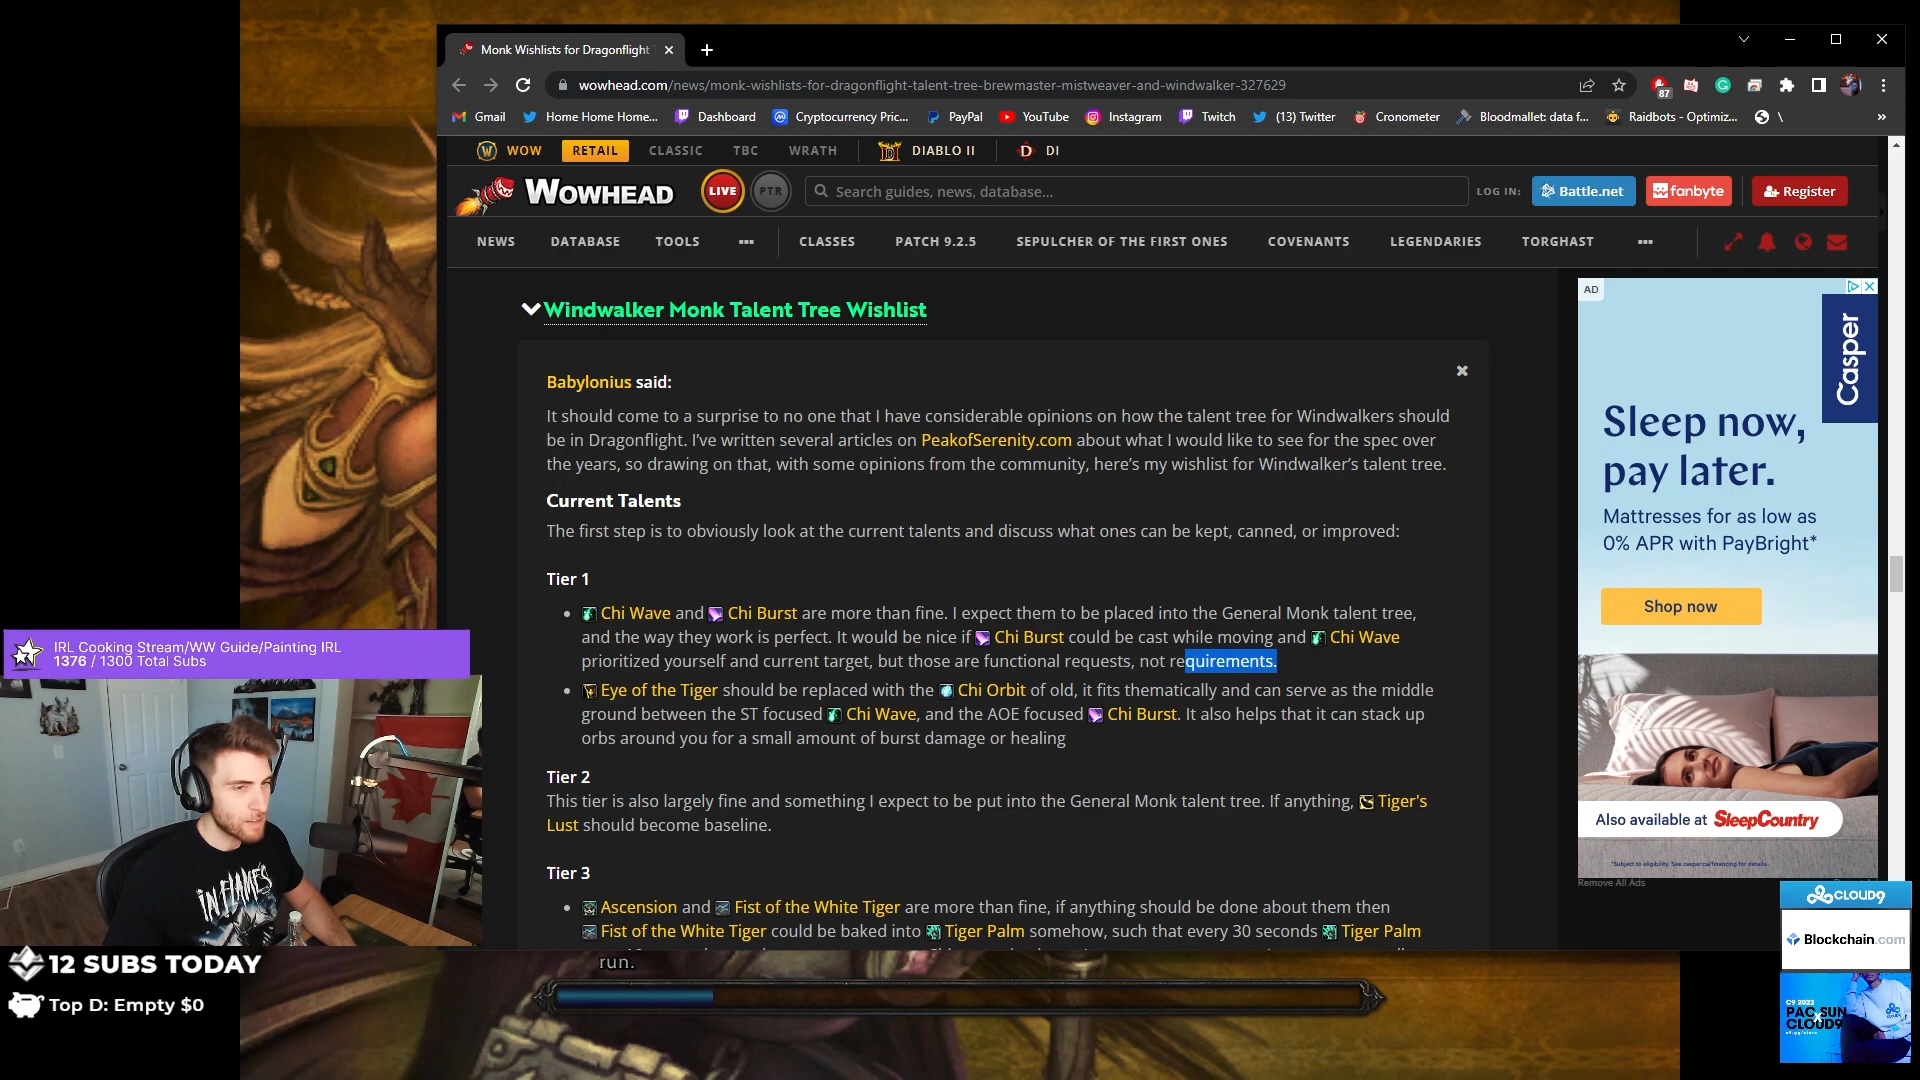 Monk Wishlists for Dragonflight
wowhead.com/news/monk-wishlists-for-dragonflight-talent-tree-brewmaster-mistweaver-and-windwalker-327629
87
Gmail
Home Home Home...
Dashboard
Cryptocurrency Pric...
PayPal
YouTube
Instagram
Twitch
(13) Twitter
Cronometer
Bloodmallet: data f...
Raidbots - Optimiz...
\
»
WOW
RETAIL
CLASSIC
TBC
WRATH
DIABLO II
DI
WOWHEAD
LIVE
PTR
Search guides, news, database...
LOG IN:
Battle.net
fanbyte
Register
NEWS
DATABASE
TOOLS
CLASSES
PATCH 9.2.5
SEPULCHER OF THE FIRST ONES
COVENANTS
LEGENDARIES
TORGHAST
Windwalker Monk Talent Tree Wishlist
Babylonius said:
It should come to a surprise to no one that I have considerable opinions on how the talent tree for Windwalkers should
be in Dragonflight. I've written several articles on PeakofSerenity.com about what I would like to see for the spec over
the years, so drawing on that, with some opinions from the community, here's my wishlist for Windwalker's talent tree.
Current Talents
The first step is to obviously look at the current talents and discuss what ones can be kept, canned, or improved:
Tier 1
• Chi Wave and Chi Burst are more than fine. I expect them to be placed into the General Monk talent tree,
and the way they work is perfect. It would be nice if Chi Burst could be cast while moving and Chi Wave
prioritized yourself and current target, but those are functional requests, not requirements.
• Eye of the Tiger should be replaced with the Chi Orbit of old, it fits thematically and can serve as the middle
ground between the ST focused Chi Wave, and the AOE focused Chi Burst. It also helps that it can stack up
orbs around you for a small amount of burst damage or healing
Tier 2
This tier is also largely fine and something I expect to be put into the General Monk talent tree. If anything, Tiger's
Lust should become baseline.
Tier 3
• Ascension and Fist of the White Tiger are more than fine, if anything should be done about them then
Fist of the White Tiger could be baked into Tiger Palm somehow, such that every 30 seconds Tiger Palm
run.
AD
Casper
Sleep now,
pay later.
Mattresses for as low as
0% APR with PayBright*
Shop now
Also available at SleepCountry
*Subject to eligibility. See casper.ca/financing for details.
Remove All Ads
CLOUD9
Blockchain.com
C9 2022
PAC SUN
CLOUD9
IRL Cooking Stream/WW Guide/Painting IRL
1376 / 1300 Total Subs
IN FLAMES
12 SUBS TODAY
Top D: Empty $0